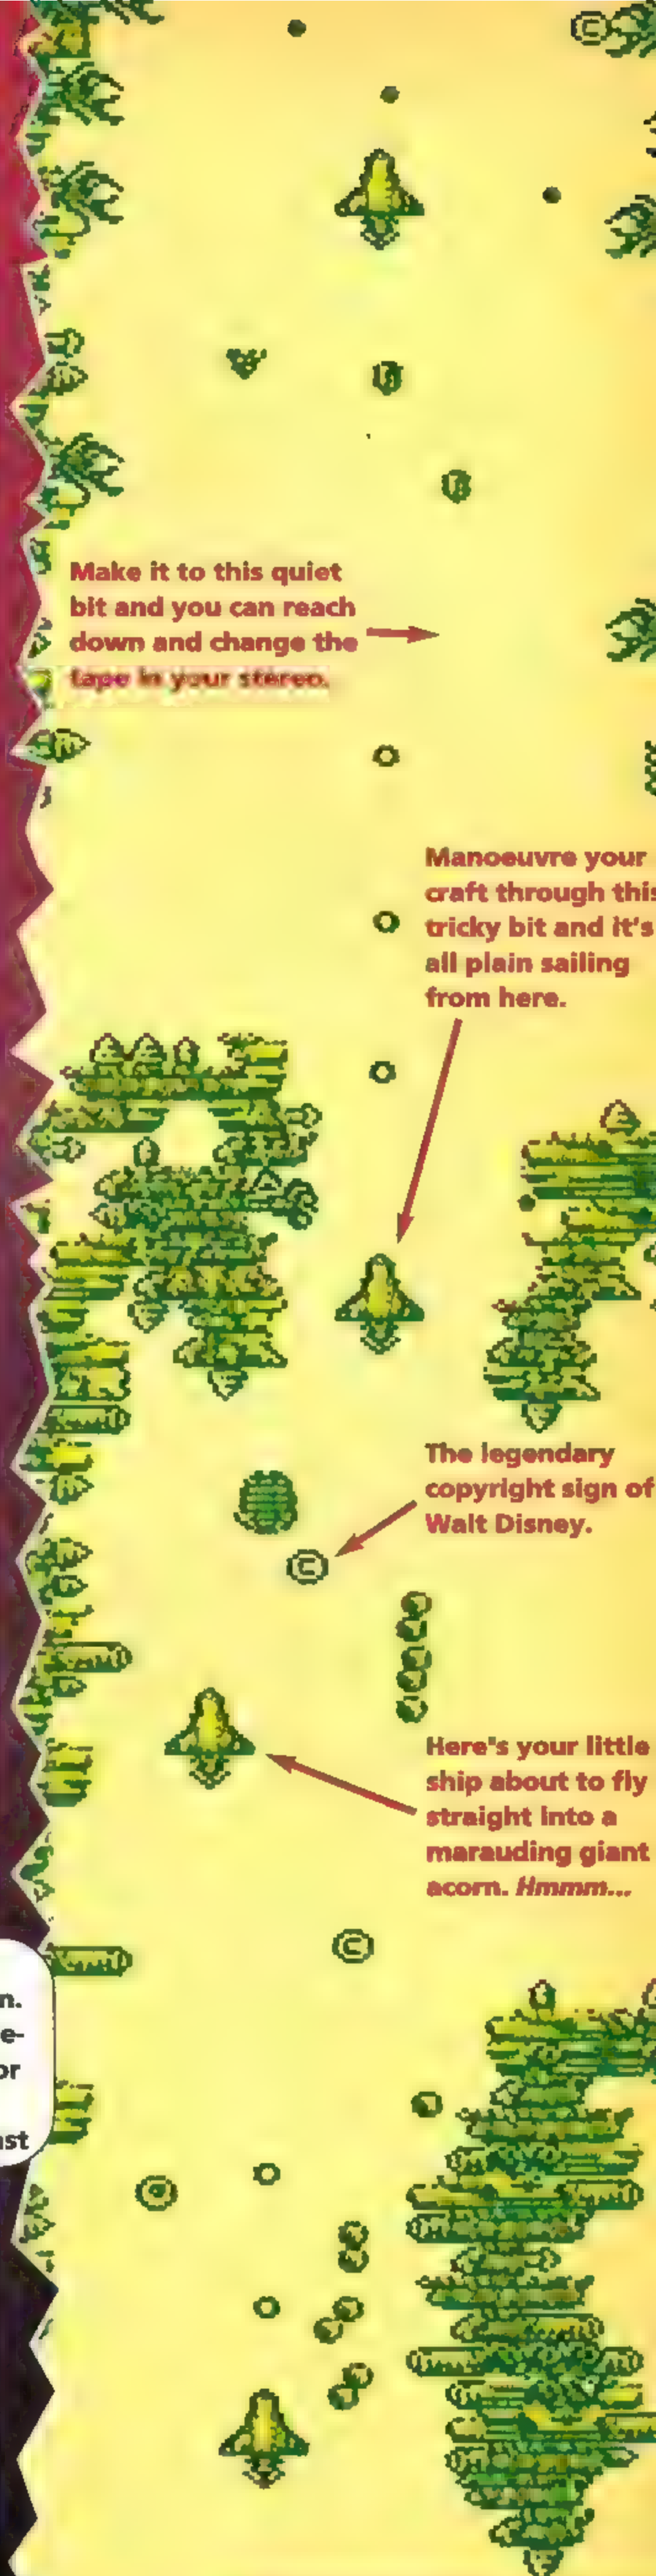 ©
Make it to this quiet
bit and you can reach
down and change the
tape in your stereo.
Manoeuvre your
craft through this
tricky bit and it's
all plain sailing
from here.
The legendary
copyright sign of
Walt Disney.
©
Here's your little
ship about to fly
straight into a
marauding giant
acorn. Hmmm...
©
n.
e-
or
ast